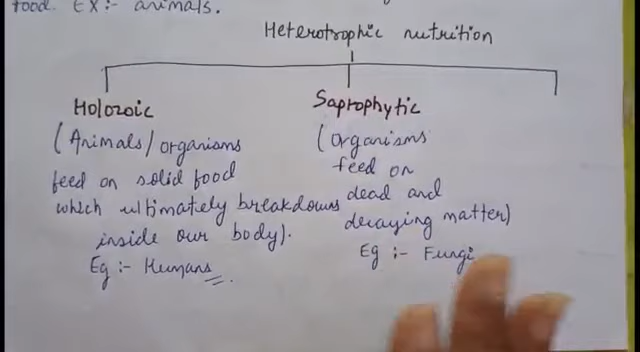 food. EX:- animals.
Heterotrophic nutrition
Holozoic
(Animals/organisms
feed on solid food
which ultimately breakdowns
inside our body).
Eg :- Humans
Saprophytic
(organisms
feed on
dead and
decaying matter)
Eg :- Fungi